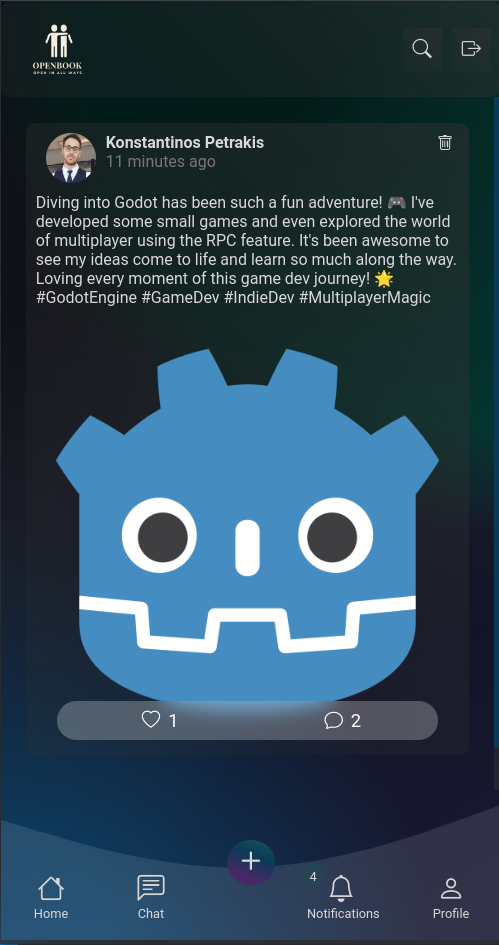 OPENBOOK
OPEN IN ALL WAYS.
Konstantinos Petrakis
11 minutes ago
Diving into Godot has been such a fun adventure! 🎮 I've
developed some small games and even explored the world
of multiplayer using the RPC feature. It's been awesome to
see my ideas come to life and learn so much along the way.
Loving every moment of this game dev journey! 🌟
#GodotEngine #GameDev #IndieDev #MultiplayerMagic
1
2
4
Home
Chat
Notifications
Profile